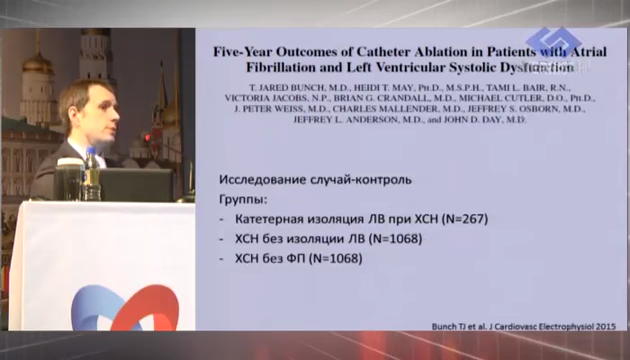 Five-Year Outcomes of Catheter Ablation in Patients with Atrial
Fibrillation and Left Ventricular Systolic Dysfunction
T. JARED BUNCH, M.D., HEIDI T. MAY, PH.D., M.S.P.H., TAMI L. BAIR, R.N.,
VICTORIA JACOBS, N.P., BRIAN G. CRANDALL, M.D., MICHAEL CUTLER, D.O., PH.D.,
J. PETER WEISS, M.D., CHARLES MALLENDER, M.D., JEFFREY S. OSBORN, M.D.,
JEFFREY L. ANDERSON, M.D., and JOHN D. DAY, M.D.
Исследование случай-контроль
Группы:
- Катетерная изоляция ЛВ при ХСН (N=267)
- ХСН без изоляции ЛВ (N=1068)
- ХСН без ФП (N=1068)
Bunch TJ et al. J Cardiovasc Electrophysiol 2015